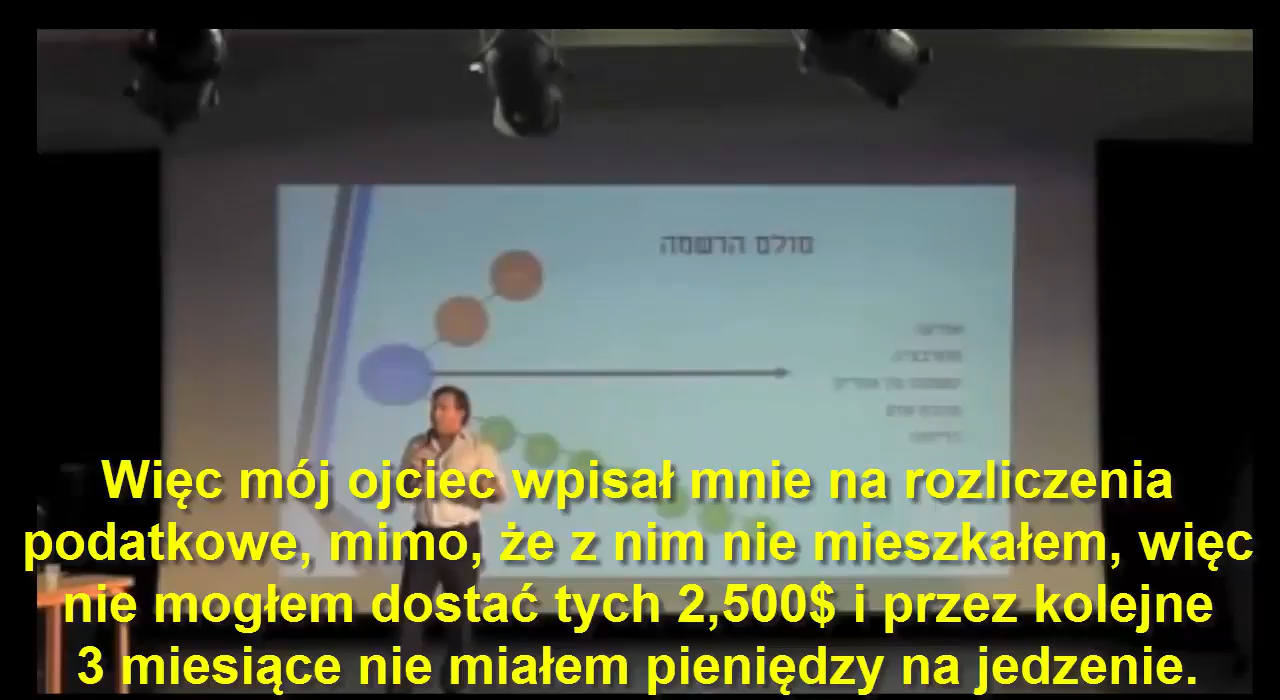 סולם הרשמה
Więc mój ojciec wpisał mnie na rozliczenia
podatkowe, mimo, że z nim nie mieszkałem, więc
nie mogłem dostać tych 2,500$ i przez kolejne
3 miesiące nie miałem pieniędzy na jedzenie.